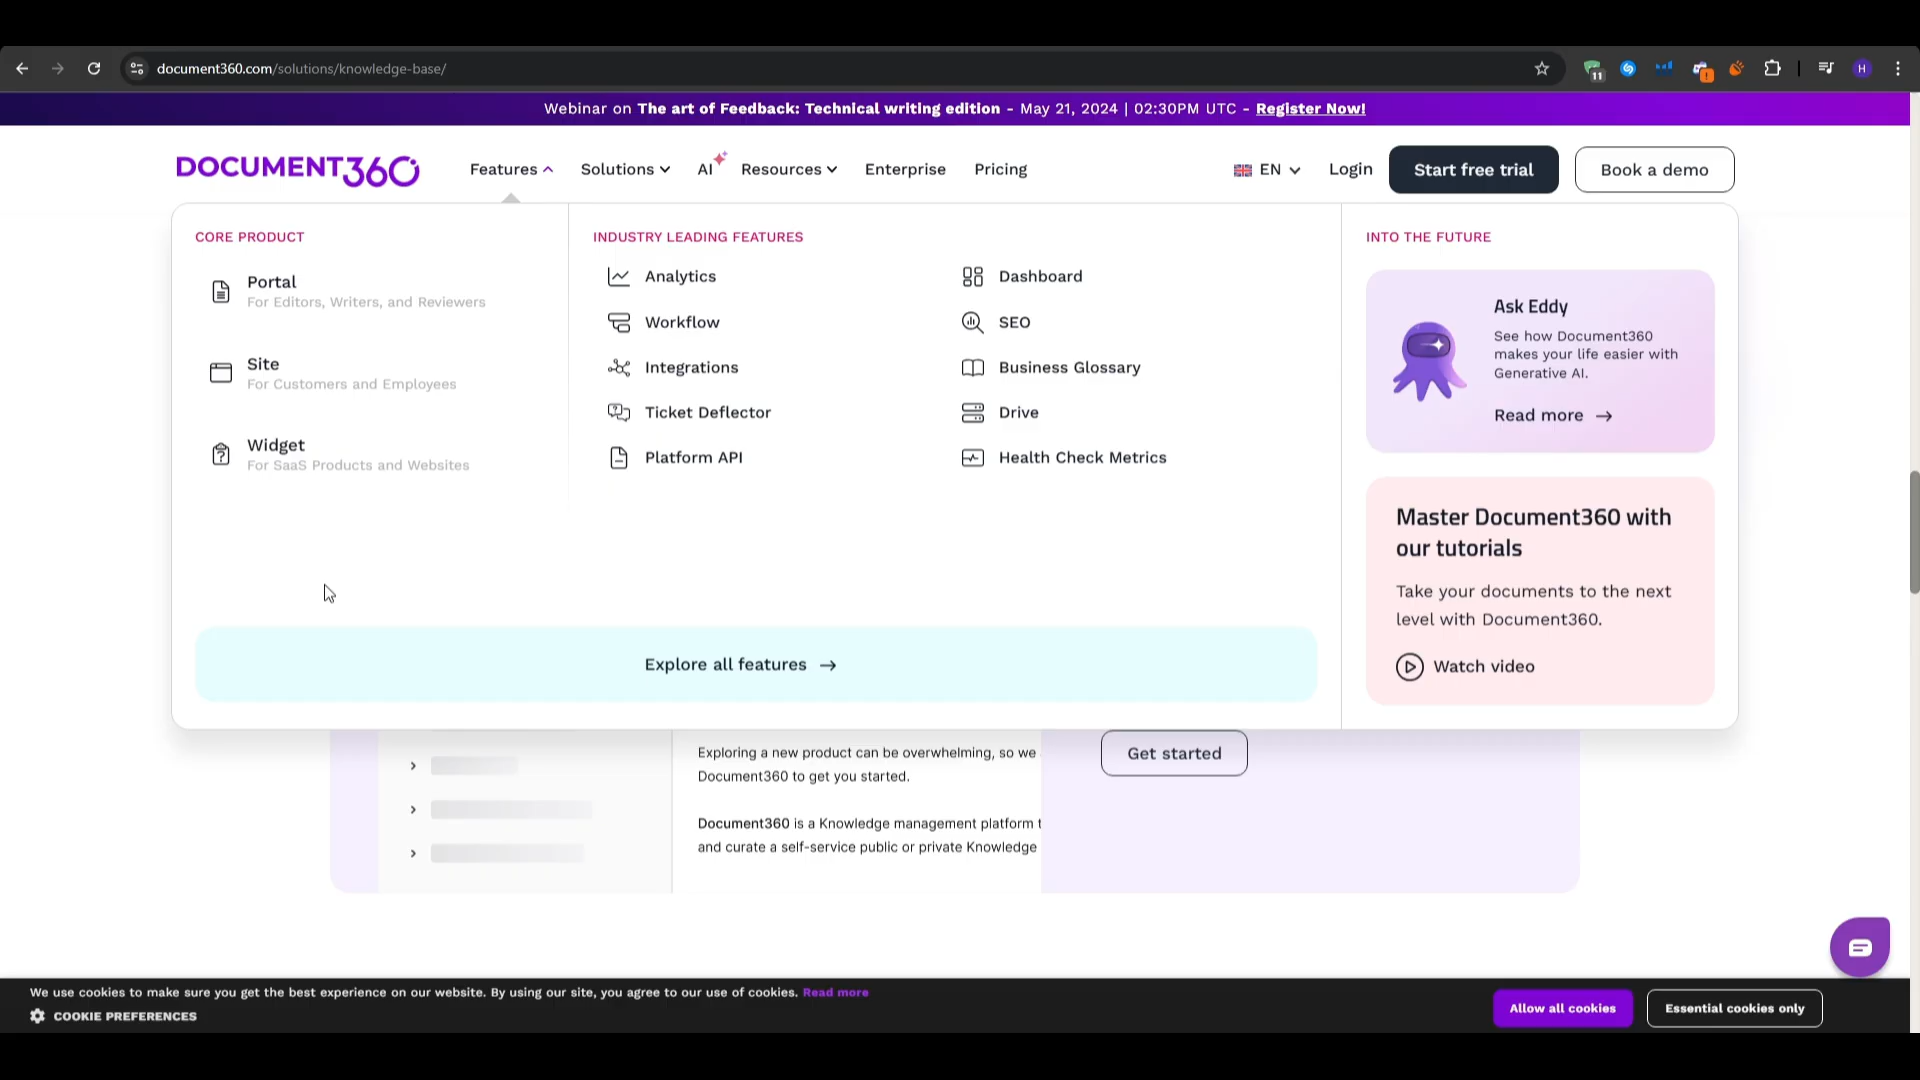 document360.com/solutions/knowledge-base/
11
H
Webinar on The art of Feedback: Technical writing edition - May 21, 2024 | 02:30PM UTC - Register Now!
DOCUMENT360
Features
Solutions
AI
Resources
Enterprise
Pricing
EN
Login
Start free trial
Book a demo
CORE PRODUCT
Portal
For Editors, Writers, and Reviewers
Site
For Customers and Employees
Widget
For SaaS Products and Websites
INDUSTRY LEADING FEATURES
Analytics
Workflow
Integrations
Ticket Deflector
Platform API
Dashboard
SEO
Business Glossary
Drive
Health Check Metrics
Explore all features
INTO THE FUTURE
Ask Eddy
See how Document360
makes your life easier with
Generative AI.
Read more
Master Document360 with
our tutorials
Take your documents to the next
level with Document360.
Watch video
Exploring a new product can be overwhelming, so we
Document360 to get you started.
Document360 is a Knowledge management platform t
and curate a self-service public or private Knowledge
Get started
We use cookies to make sure you get the best experience on our website. By using our site, you agree to our use of cookies. Read more
COOKIE PREFERENCES
Allow all cookies
Essential cookies only